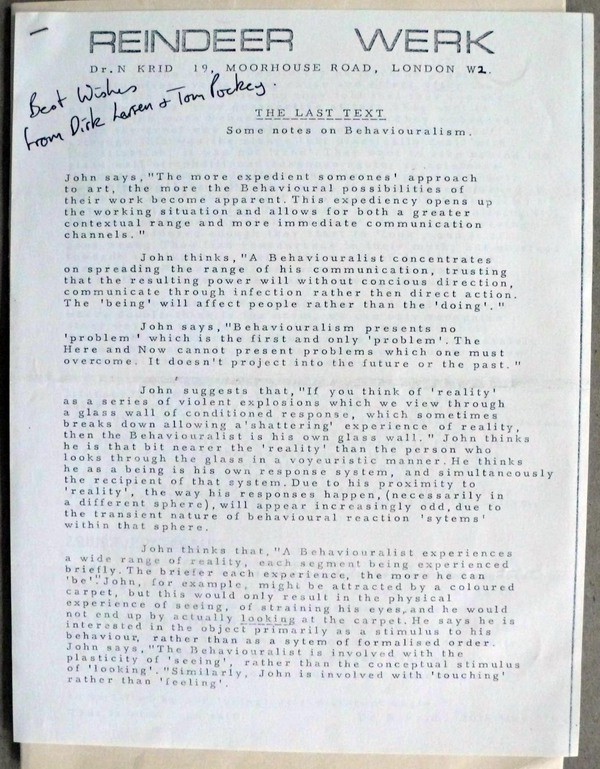 REINDEER WERK
Dr.N KRID 19, MOORHOUSE ROAD, LONDON W2.
Best Wishes
from Dirk Larsen & Tom Puckey.
THE LAST TEXT
Some notes on Behaviouralism.
John says,"The more expedient someones' approach
to art, the more the Behavioural possibilities of
their work become apparent. This expediency opens up
the working situation and allows for both a greater
contextual range and more immediate communication
channels."
John thinks,"A Behaviouralist concentrates
on spreading the range of his communication, trusting
that the resulting power will without concious direction,
communicate through infection rather then direct action.
The 'being' will affect people rather than the 'doing'."
John says,"Behaviouralism presents no
'problem' which is the first and only 'problem'. The
Here and Now cannot present problems which one must
overcome. It doesn't project into the future or the past."
John suggests that,"If you think of 'reality'
as a series of violent explosions which we view through
a glass wall of conditioned response, which sometimes
breaks down allowing a'shattering' experience of reality,
then the Behaviouralist is his own glass wall." John thinks
he is that bit nearer the 'reality' than the person who
looks through the glass in a voyeuristic manner. He thinks
he as a being is his own response system, and simultaneously
the recipient of that system. Due to his proximity to
'reality', the way his responses happen,(necessarily in
a different sphere),will appear increasingly odd, due to
the transient nature of behavioural reaction 'sytems'
within that sphere.
John thinks that,"A Behaviouralist experiences
a wide range of reality, each segment being experienced
briefly. The briefer each experience, the more he can
'be'." John, for example, might be attracted by a coloured
carpet, but this would only result in the physical
experience of seeing, of straining his eyes, and he would
not end up by actually looking at the carpet. He says he is
interested in the object primarily as a stimulus to his
behaviour, rather than as a sytem of formalised order.
John says,"The Behaviouralist is involved with the
plasticity of 'seeing', rather than the conceptual stimulus
of 'looking'."Similarly, John is involved with 'touching'
rather than 'feeling'.